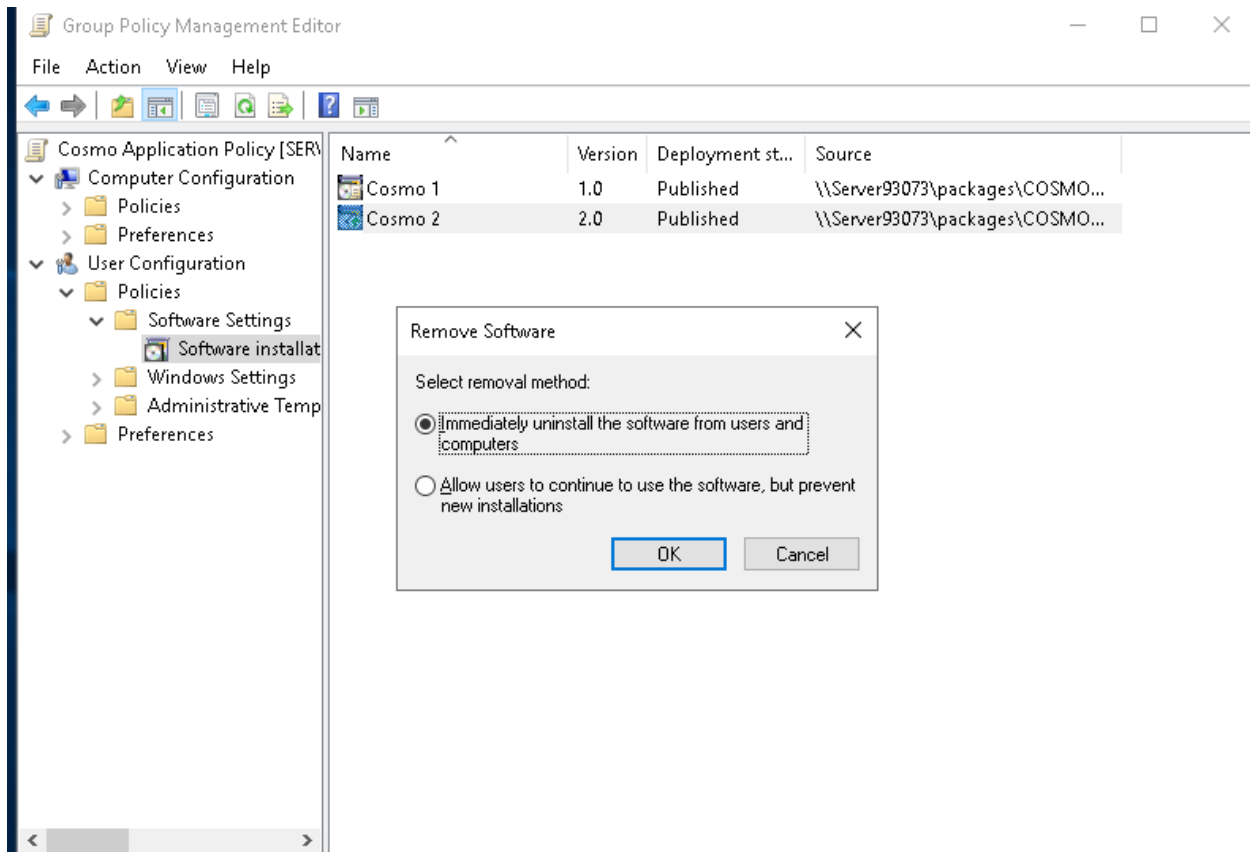 Group Policy Management Editor
File Action View Help
Cosmo Application Policy [SER
Computer Configuration
Policies
Preferences
User Configuration
Policies
Software Settings
Software installat
Windows Settings
Administrative Temp
Preferences
Name Version Deployment st... Source
Cosmo 1 1.0 Published \\Server93073\packages\COSMO...
Cosmo 2 2.0 Published \\Server93073\packages\COSMO...
Remove Software
Select removal method:
Immediately uninstall the software from users and
computers
Allow users to continue to use the software, but prevent
new installations
OK Cancel